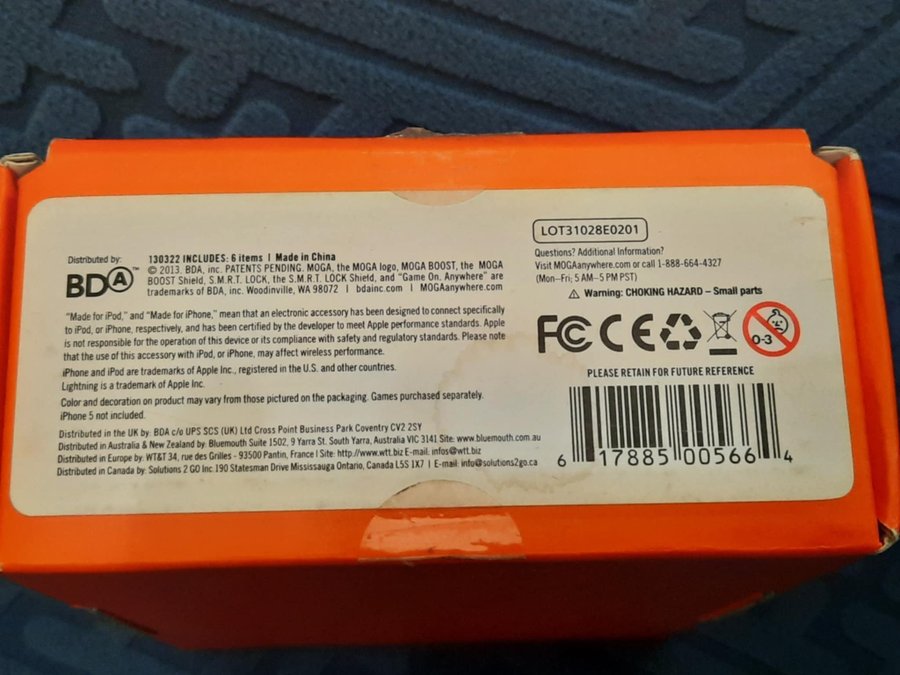 LOT31028E0201
Questions? Additional Information?
Visit MOGAanywhere.com or call 1-888-664-4327
(Mon–Fri; 5 AM–5 PM PST)
⚠ Warning: CHOKING HAZARD – Small parts
Distributed by:
BDA™
130322 INCLUDES: 6 items | Made in China
© 2013. BDA, inc. PATENTS PENDING. MOGA, the MOGA logo, MOGA BOOST, the MOGA
BOOST Shield, S.M.R.T. LOCK, the S.M.R.T. LOCK Shield, and "Game On. Anywhere" are
trademarks of BDA, inc. Woodinville, WA 98072 | bdainc.com | MOGAanywhere.com
"Made for iPod," and "Made for iPhone," mean that an electronic accessory has been designed to connect specifically
to iPod, or iPhone, respectively, and has been certified by the developer to meet Apple performance standards. Apple
is not responsible for the operation of this device or its compliance with safety and regulatory standards. Please note
that the use of this accessory with iPod, or iPhone, may affect wireless performance.
iPhone and iPod are trademarks of Apple Inc., registered in the U.S. and other countries.
Lightning is a trademark of Apple Inc.
Color and decoration on product may vary from those pictured on the packaging. Games purchased separately.
iPhone 5 not included.
Distributed in the UK by: BDA c/o UPS SCS (UK) Ltd Cross Point Business Park Coventry CV2 2SY
Distributed in Australia & New Zealand by: Bluemouth Suite 1502, 9 Yarra St. South Yarra, Australia VIC 3141 Site: www.bluemouth.com.au
Distributed in Europe by: WT&T 34, rue des Grilles - 93500 Pantin, France | Site: http://www.wtt.biz E-mail: infos@wtt.biz
Distributed in Canada by: Solutions 2 GO Inc. 190 Statesman Drive Mississauga Ontario, Canada L5S 1X7 | E-mail: info@solutions2go.ca
FC CE 0-3
PLEASE RETAIN FOR FUTURE REFERENCE
6 17885 00566 4